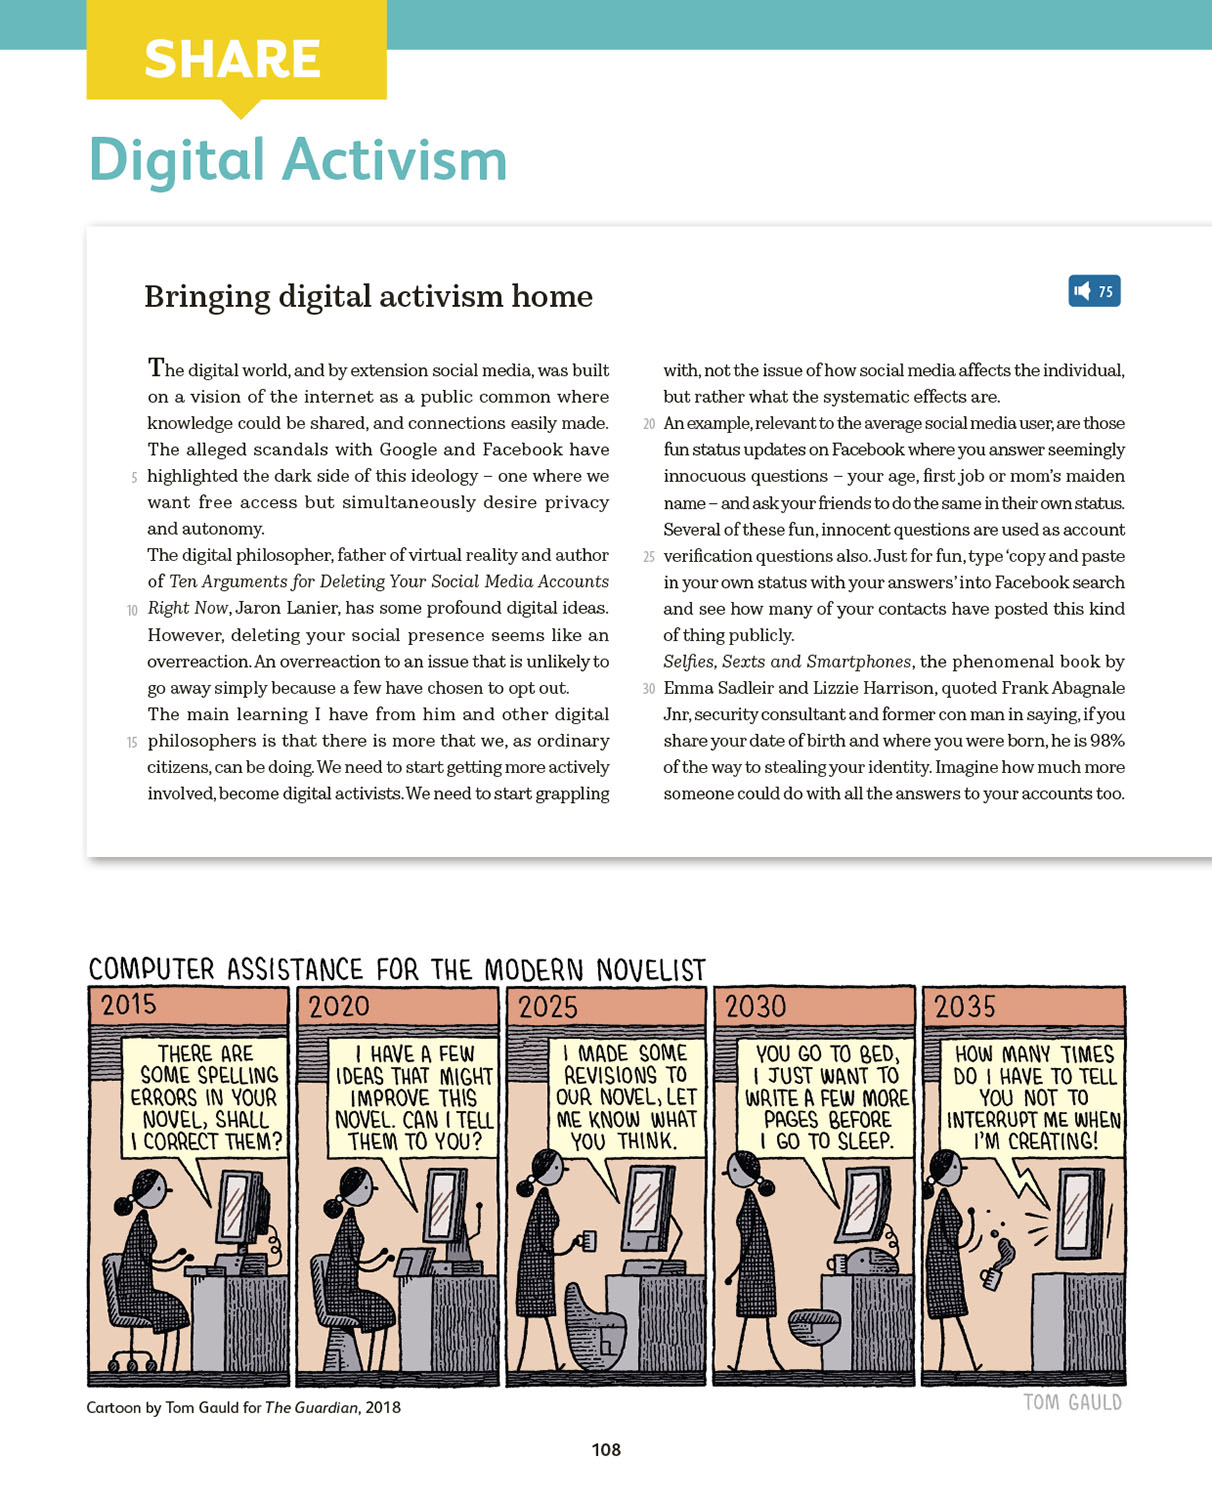 SHARE
Digital Activism
Bringing digital activism home
75
The digital world, and by extension social media, was built
on a vision of the internet as a public common where
knowledge could be shared, and connections easily made.
The alleged scandals with Google and Facebook have
5 highlighted the dark side of this ideology – one where we
want free access but simultaneously desire privacy
and autonomy.
The digital philosopher, father of virtual reality and author
of Ten Arguments for Deleting Your Social Media Accounts
10 Right Now, Jaron Lanier, has some profound digital ideas.
However, deleting your social presence seems like an
overreaction. An overreaction to an issue that is unlikely to
go away simply because a few have chosen to opt out.
The main learning I have from him and other digital
15 philosophers is that there is more that we, as ordinary
citizens, can be doing. We need to start getting more actively
involved, become digital activists. We need to start grappling
with, not the issue of how social media affects the individual,
but rather what the systematic effects are.
20 An example, relevant to the average social media user, are those
fun status updates on Facebook where you answer seemingly
innocuous questions – your age, first job or mom's maiden
name – and ask your friends to do the same in their own status.
Several of these fun, innocent questions are used as account
25 verification questions also. Just for fun, type ‘copy and paste
in your own status with your answers’ into Facebook search
and see how many of your contacts have posted this kind
of thing publicly.
Selfies, Sexts and Smartphones, the phenomenal book by
30 Emma Sadleir and Lizzie Harrison, quoted Frank Abagnale
Jnr, security consultant and former con man in saying, if you
share your date of birth and where you were born, he is 98%
of the way to stealing your identity. Imagine how much more
someone could do with all the answers to your accounts too.
COMPUTER ASSISTANCE FOR THE MODERN NOVELIST
2015
THERE ARE
SOME SPELLING
ERRORS IN YOUR
NOVEL, SHALL
I CORRECT THEM?
2020
I HAVE A FEW
IDEAS THAT MIGHT
IMPROVE THIS
NOVEL. CAN I TELL
THEM TO YOU?
2025
I MADE SOME
REVISIONS TO
OUR NOVEL, LET
ME KNOW WHAT
YOU THINK.
2030
YOU GO TO BED,
I JUST WANT TO
WRITE A FEW MORE
PAGES BEFORE
I GO TO SLEEP.
2035
HOW MANY TIMES
DO I HAVE TO TELL
YOU NOT TO
INTERRUPT ME WHEN
I'M CREATING!
TOM GAULD
Cartoon by Tom Gauld for The Guardian, 2018
108